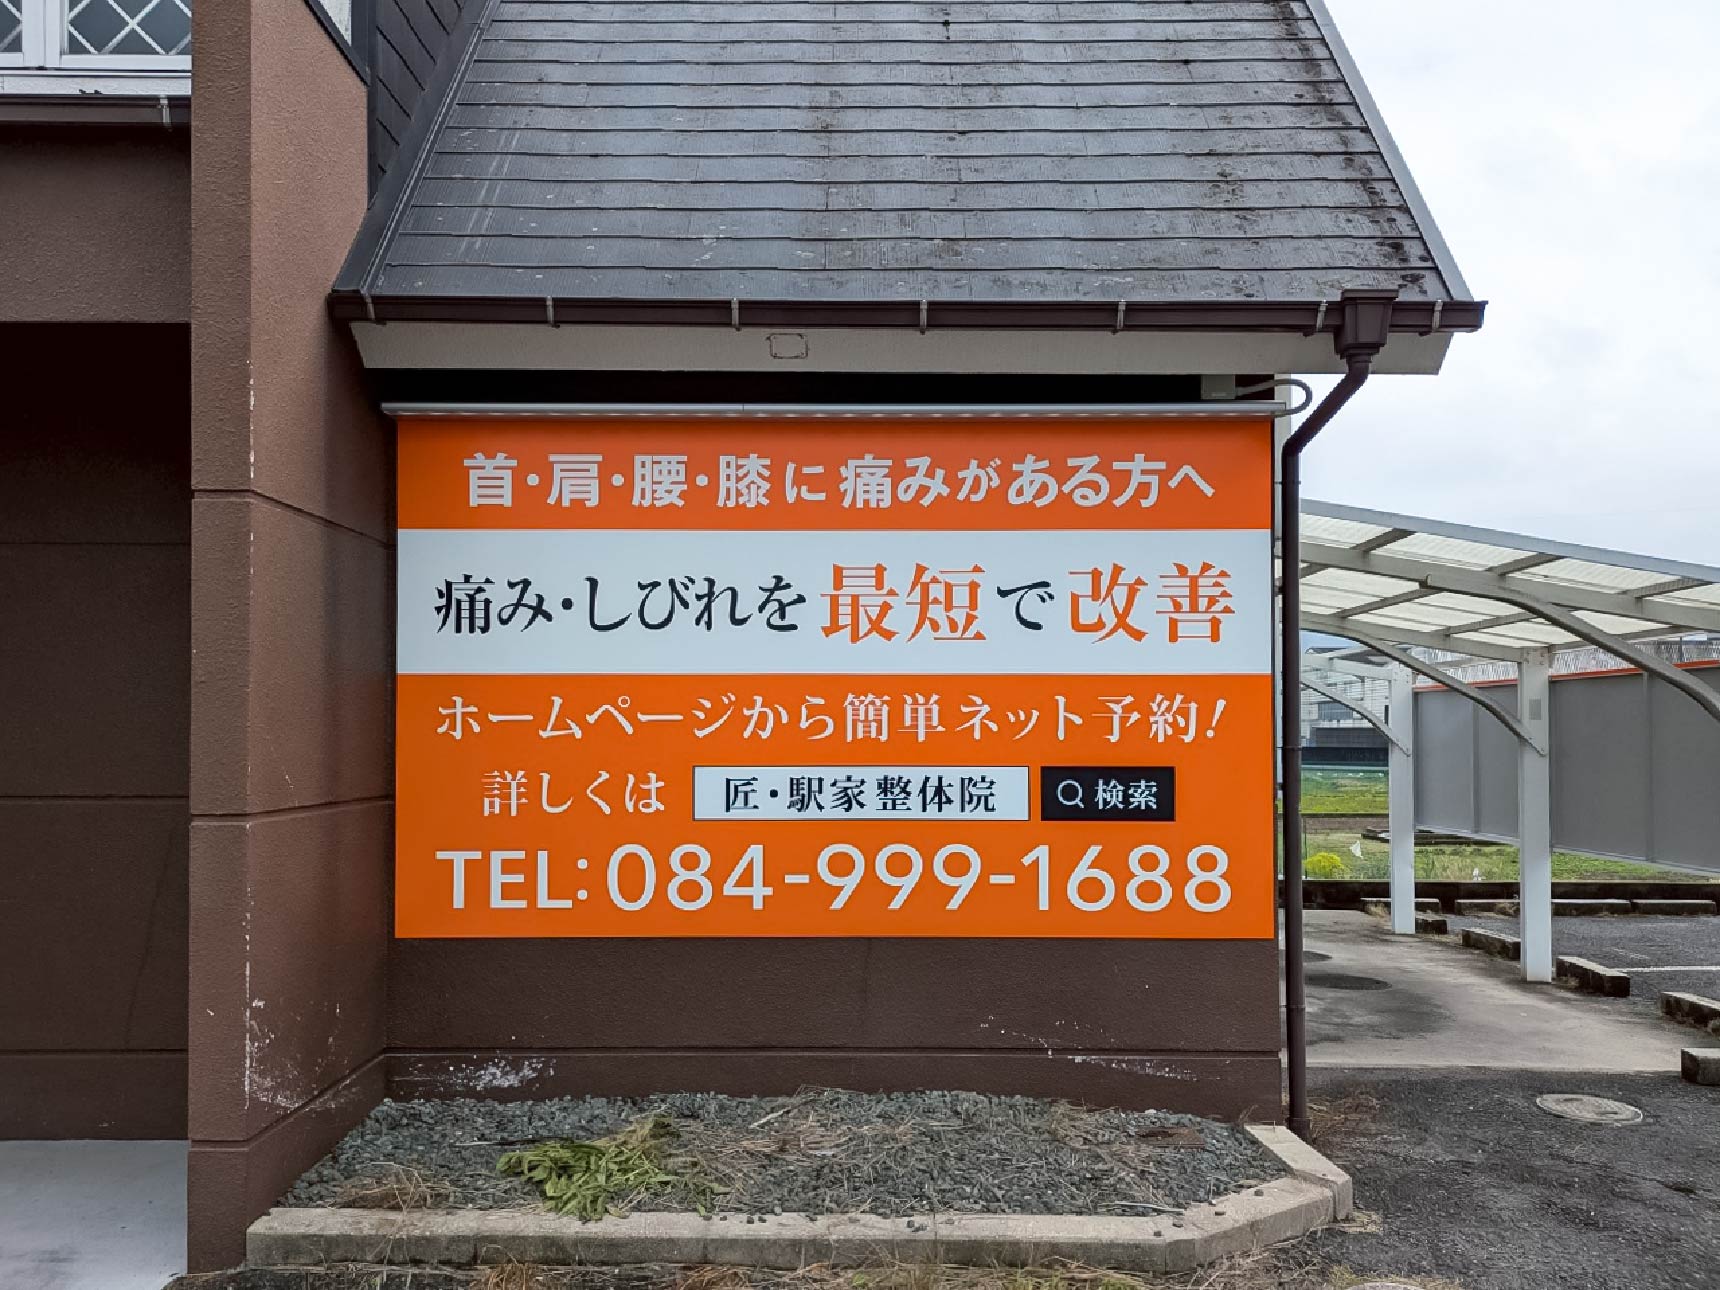 首・肩・腰・膝に痛みがある方へ
痛み・しびれを最短で改善
ホームページから簡単ネット予約!
詳しくは 匠・駅家整体院 検索
TEL:084-999-1688